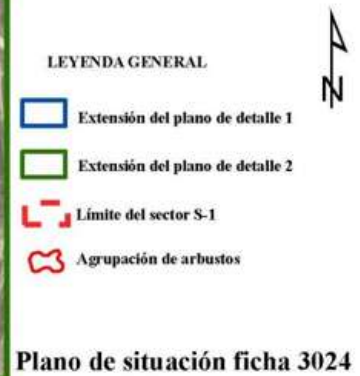 N
LEYENDA GENERAL
Extensión del plano de detalle 1
Extensión del plano de detalle 2
Límite del sector S-1
Agrupación de arbustos
Plano de situación ficha 3024